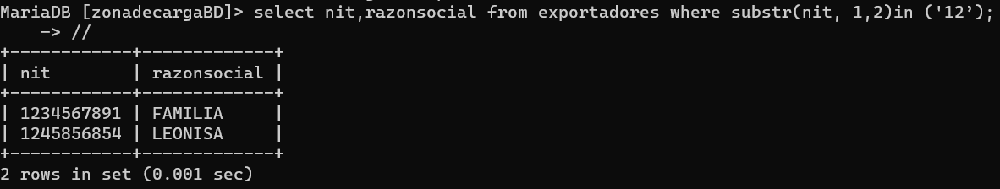 MariaDB [zonadecargaBD]> select nit,razonsocial from exportadores where substr(nit, 1,2)in ('12’);
    -> //
+------------+-------------+
| nit        | razonsocial |
+------------+-------------+
| 1234567891 | FAMILIA     |
| 1245856854 | LEONISA     |
+------------+-------------+
2 rows in set (0.001 sec)